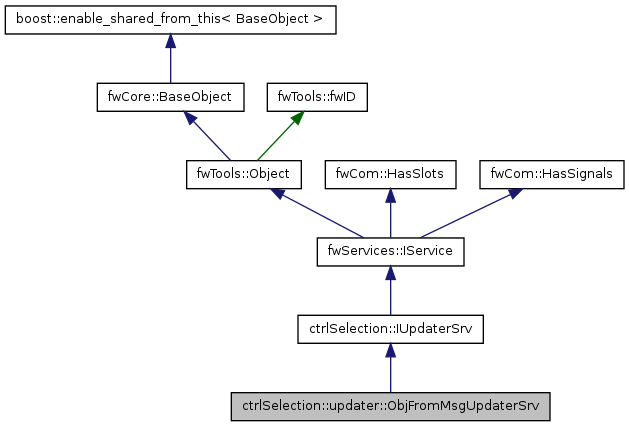 boost::enable_shared_from_this< BaseObject >
fwCore::BaseObject
fwTools::fwID
fwTools::Object
fwCom::HasSlots
fwCom::HasSignals
fwServices::IService
ctrlSelection::IUpdaterSrv
ctrlSelection::updater::ObjFromMsgUpdaterSrv